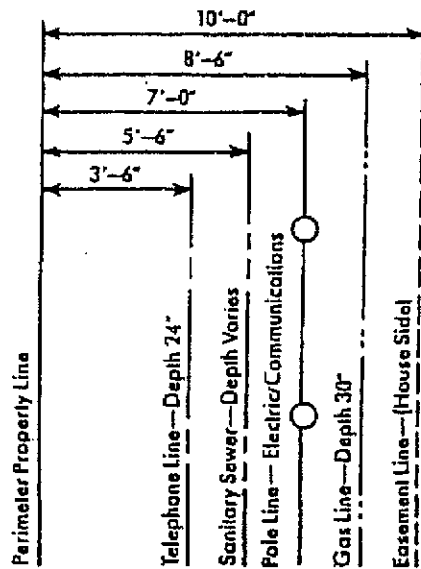 10'-0"
8'-6"
7'-0"
5'-6"
3'-6"
Perimeter Property Line
Telephone Line—Depth 24"
Sanitary Sewer—Depth Varies
Pole Line—Electric/Communications
Gas Line—Depth 30"
Easement Line—(House Side)